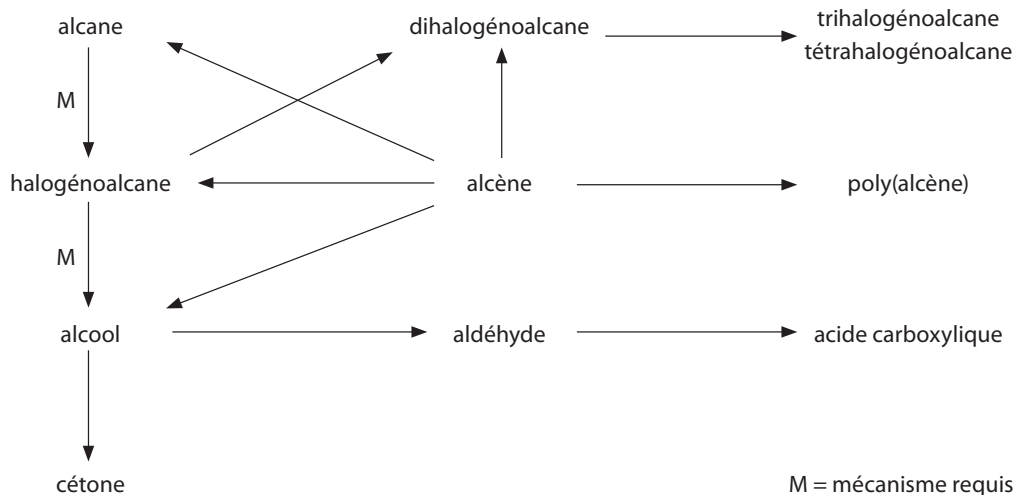 alcane
dihalogénoalcane
trihalogénoalcane
tétrahalogénoalcane
M
halogénoalcane
alcène
poly(alcène)
M
alcool
aldéhyde
acide carboxylique
cétone
M = mécanisme requis